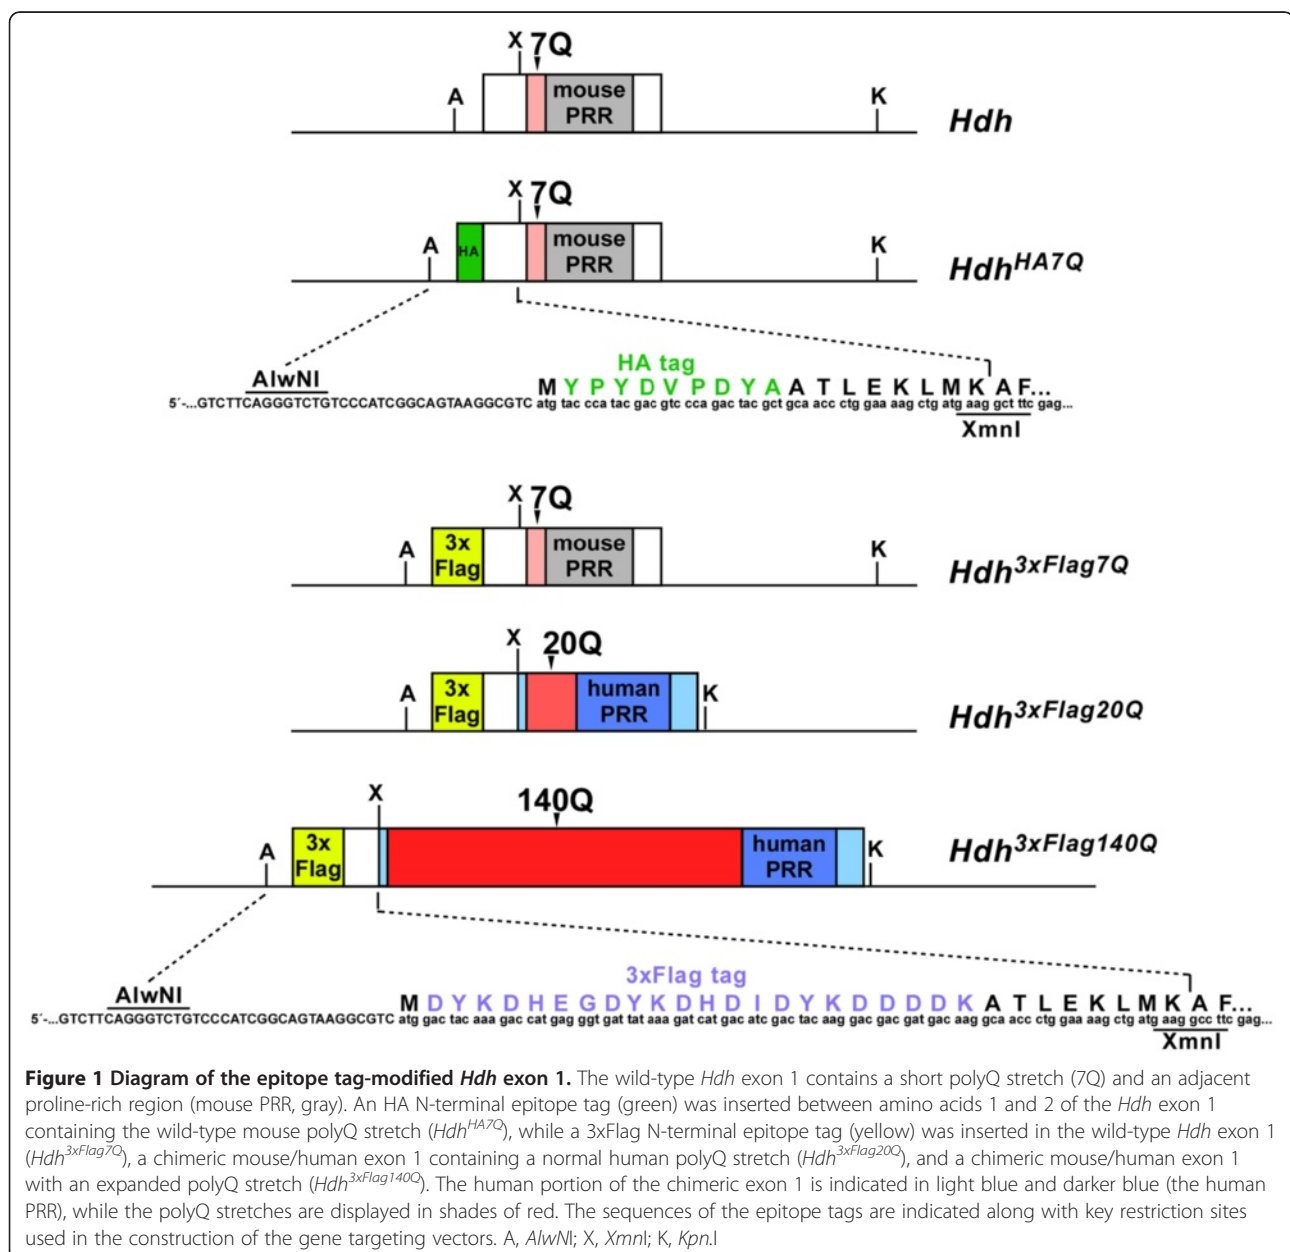 X 7Q
A mouse PRR K Hdh
X 7Q
A HA mouse PRR K Hdh^HA7Q
HA tag
AlwNI M Y P Y D V P D Y A A T L E K L M K A F...
5´-...GTCTTCAGGGTCTGTCCCATCGGCAGTAAGGCGTC atg tac cca tac gac gtc cca gac tac gct gca acc ctg gaa aag ctg atg aag gct ttc gag...
XmnI
X 7Q
A 3x Flag mouse PRR K Hdh^3xFlag7Q
X 20Q
A 3x Flag human PRR K Hdh^3xFlag20Q
X 140Q
A 3x Flag human PRR K Hdh^3xFlag140Q
3xFlag tag
AlwNI M D Y K D H E G D Y K D H D I D Y K D D D D K A T L E K L M K A F...
5´-...GTCTTCAGGGTCTGTCCCATCGGCAGTAAGGCGTC atg gac tac aaa gac cat gag ggt gat tat aaa gat cat gac atc gac tac aag gac gac gat gac aag gca acc ctg gaa aag ctg atg aag gcc ttc gag...
XmnI
Figure 1 Diagram of the epitope tag-modified Hdh exon 1. The wild-type Hdh exon 1 contains a short polyQ stretch (7Q) and an adjacent
proline-rich region (mouse PRR, gray). An HA N-terminal epitope tag (green) was inserted between amino acids 1 and 2 of the Hdh exon 1
containing the wild-type mouse polyQ stretch (Hdh^HA7Q), while a 3xFlag N-terminal epitope tag (yellow) was inserted in the wild-type Hdh exon 1
(Hdh^3xFlag7Q), a chimeric mouse/human exon 1 containing a normal human polyQ stretch (Hdh^3xFlag20Q), and a chimeric mouse/human exon 1
with an expanded polyQ stretch (Hdh^3xFlag140Q). The human portion of the chimeric exon 1 is indicated in light blue and darker blue (the human
PRR), while the polyQ stretches are displayed in shades of red. The sequences of the epitope tags are indicated along with key restriction sites
used in the construction of the gene targeting vectors. A, AlwNI; X, XmnI; K, Kpn.I